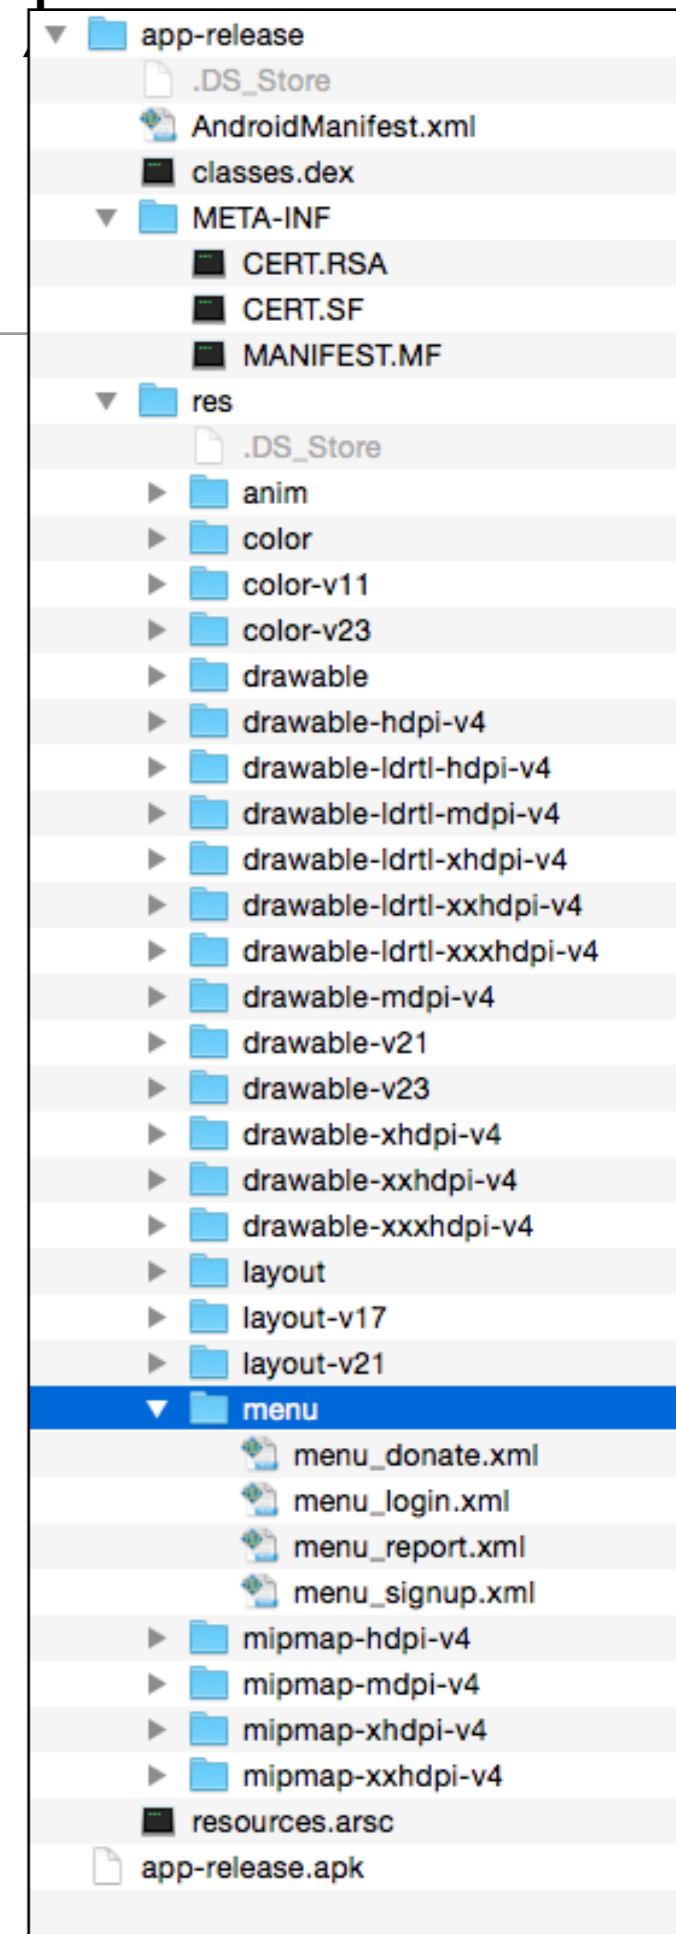 app-release
.DS_Store
AndroidManifest.xml
classes.dex
META-INF
CERT.RSA
CERT.SF
MANIFEST.MF
res
.DS_Store
anim
color
color-v11
color-v23
drawable
drawable-hdpi-v4
drawable-ldrtl-hdpi-v4
drawable-ldrtl-mdpi-v4
drawable-ldrtl-xhdpi-v4
drawable-ldrtl-xxhdpi-v4
drawable-ldrtl-xxxhdpi-v4
drawable-mdpi-v4
drawable-v21
drawable-v23
drawable-xhdpi-v4
drawable-xxhdpi-v4
drawable-xxxhdpi-v4
layout
layout-v17
layout-v21
menu
menu_donate.xml
menu_login.xml
menu_report.xml
menu_signup.xml
mipmap-hdpi-v4
mipmap-mdpi-v4
mipmap-xhdpi-v4
mipmap-xxhdpi-v4
resources.arsc
app-release.apk